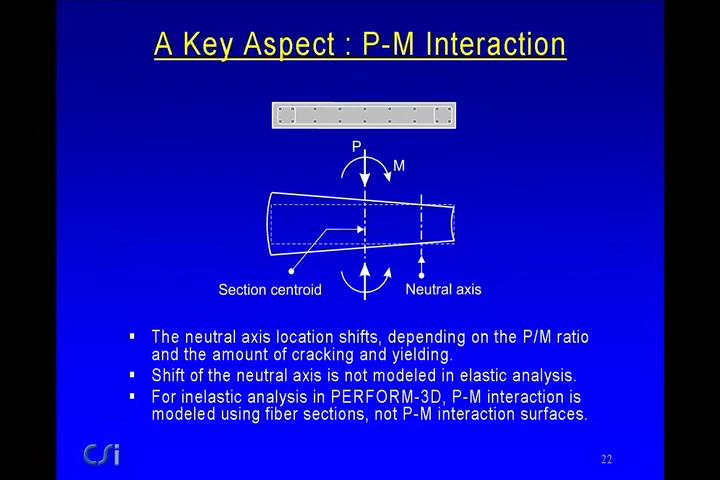 A Key Aspect : P-M Interaction
P
M
Section centroid
Neutral axis
▪ The neutral axis location shifts, depending on the P/M ratio
and the amount of cracking and yielding.
▪ Shift of the neutral axis is not modeled in elastic analysis.
▪ For inelastic analysis in PERFORM-3D, P-M interaction is
modeled using fiber sections, not P-M interaction surfaces.
CSi
22